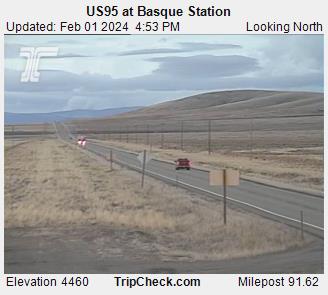 US95 at Basque Station
Updated: Feb 01 2024 4:53 PM Looking North
Elevation 4460 TripCheck.com Milepost 91.62